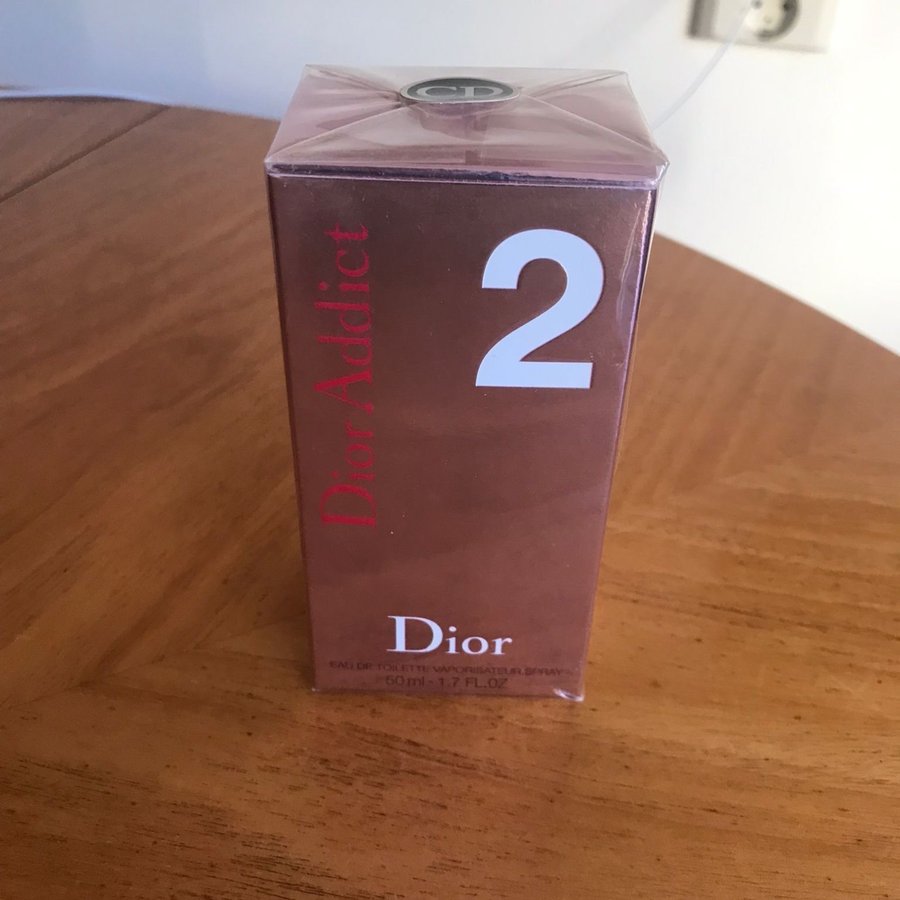 CD
Dior Addict
2
Dior
EAU DE TOILETTE VAPORISATEUR SPRAY
50 ml - 1.7 FL.OZ